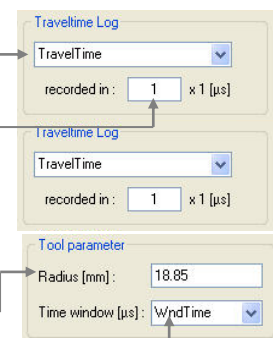 Traveltime Log
TravelTime
recorded in : 1 x 1 [µs]
Traveltime Log
TravelTime
recorded in : 1 x 1 [µs]
Tool parameter
Radius [mm] : 18.85
Time window [µs] : WndTime